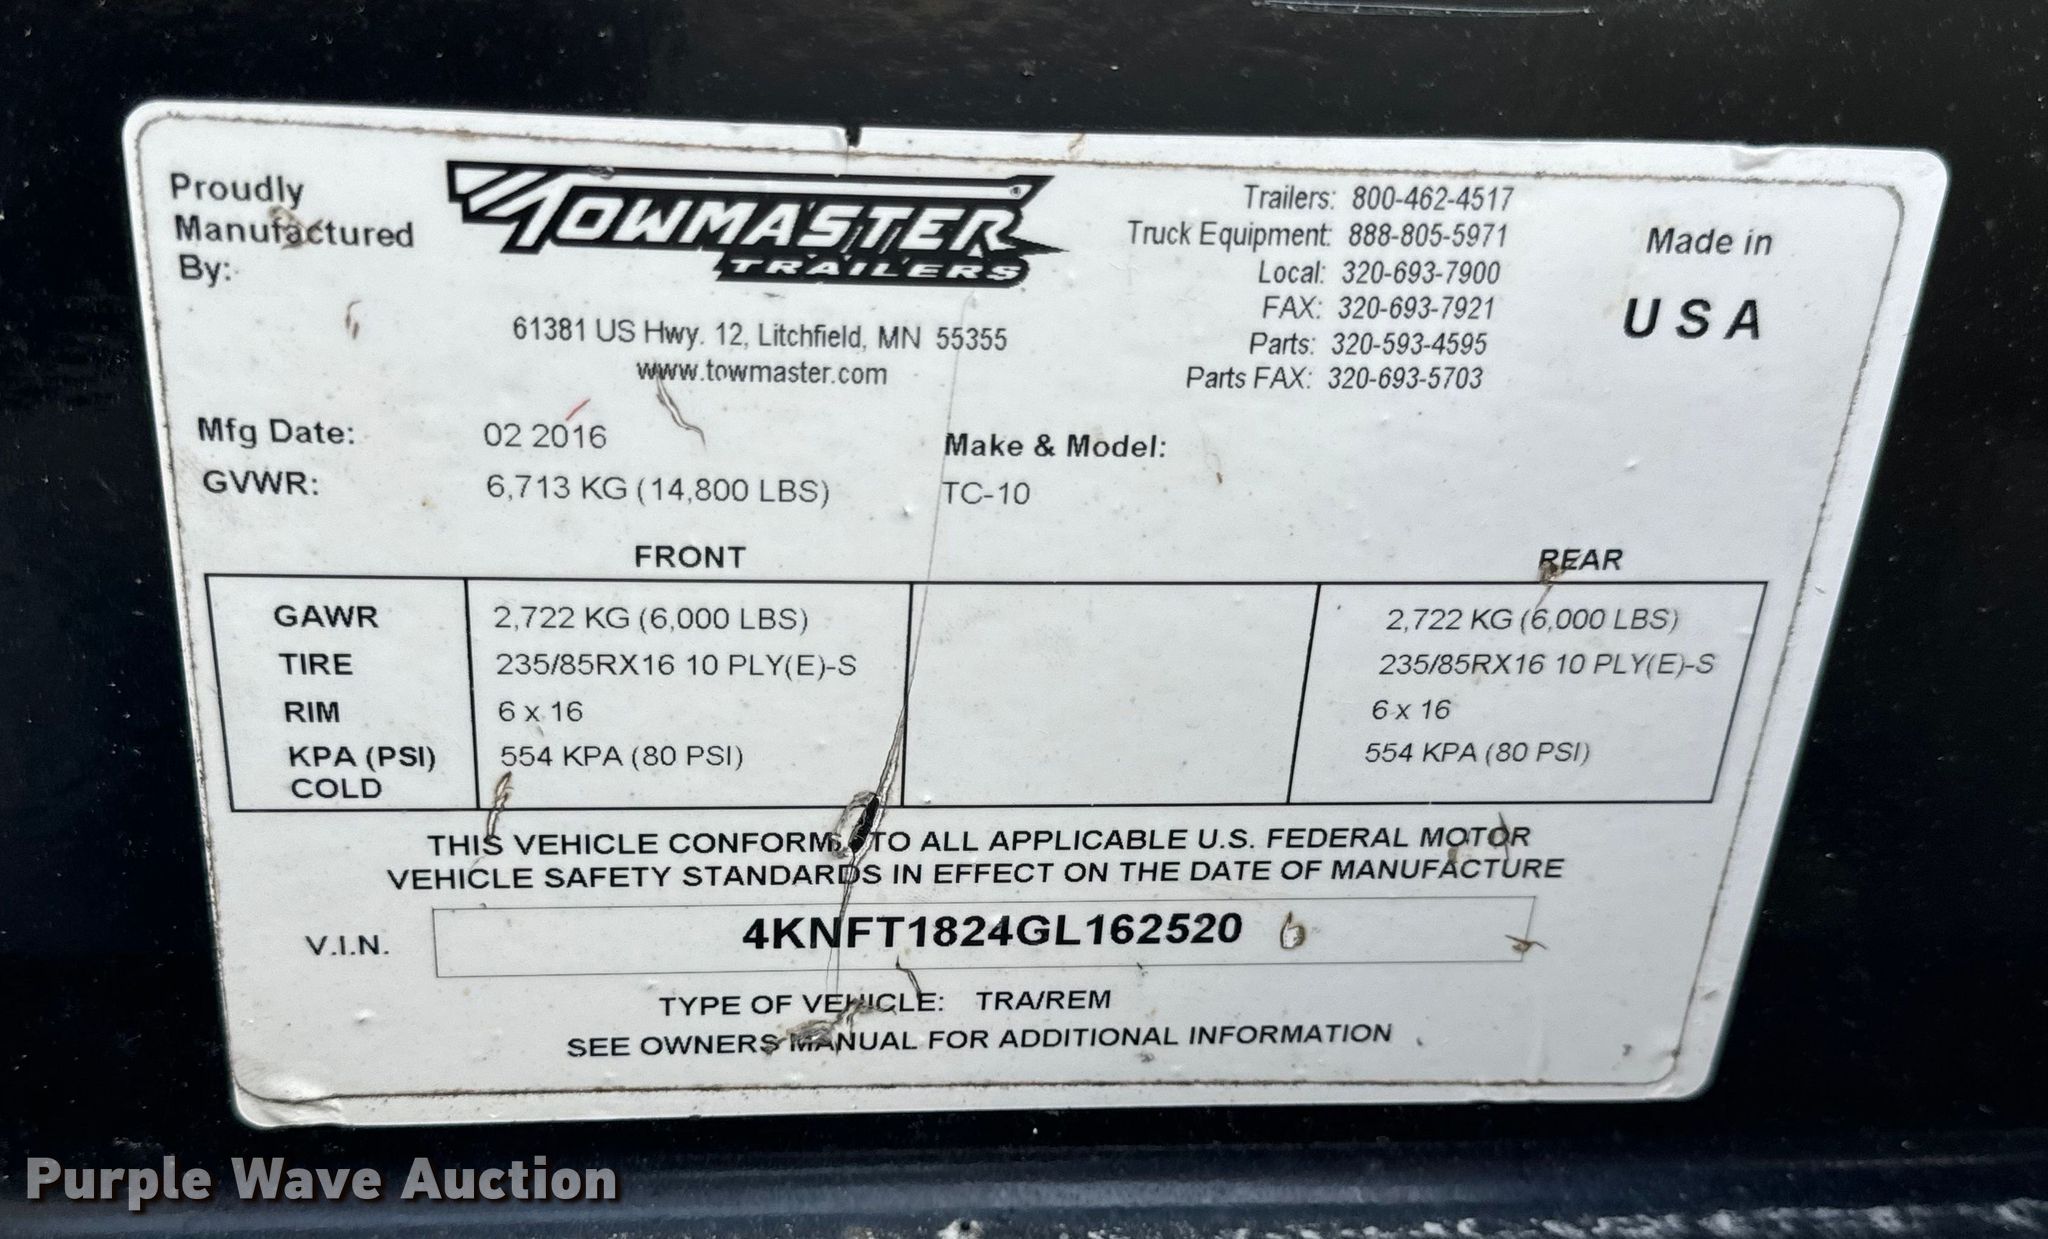 Proudly
Manufactured
By:
TOWMASTER®
TRAILERS
61381 US Hwy. 12, Litchfield, MN 55355
www.towmaster.com
Trailers: 800-462-4517
Truck Equipment: 888-805-5971
Local: 320-693-7900
FAX: 320-693-7921
Parts: 320-593-4595
Parts FAX: 320-693-5703
Made in
USA
Mfg Date: 02 2016
GVWR: 6,713 KG (14,800 LBS)
Make & Model:
TC-10
FRONT REAR
GAWR 2,722 KG (6,000 LBS) 2,722 KG (6,000 LBS)
TIRE 235/85RX16 10 PLY(E)-S 235/85RX16 10 PLY(E)-S
RIM 6 x 16 6 x 16
KPA (PSI) 554 KPA (80 PSI) 554 KPA (80 PSI)
COLD
THIS VEHICLE CONFORMS TO ALL APPLICABLE U.S. FEDERAL MOTOR
VEHICLE SAFETY STANDARDS IN EFFECT ON THE DATE OF MANUFACTURE
V.I.N. 4KNFT1824GL162520
TYPE OF VEHICLE: TRA/REM
SEE OWNERS MANUAL FOR ADDITIONAL INFORMATION
Purple Wave Auction